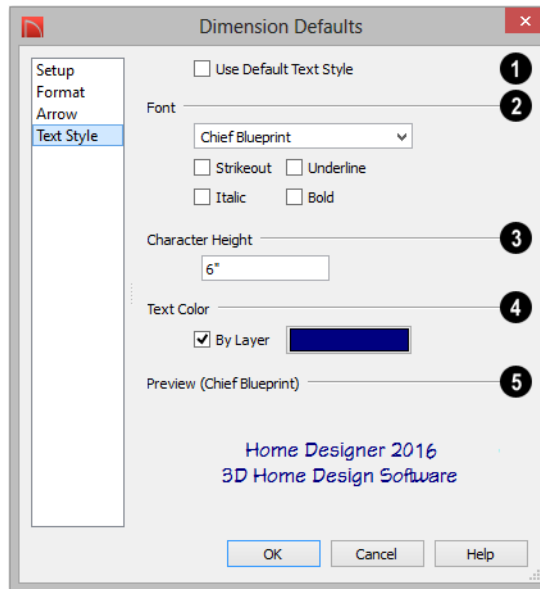 Dimension Defaults
Setup
Format
Arrow
Text Style
Use Default Text Style
1
Font
2
Chief Blueprint
Strikeout Underline
Italic Bold
Character Height
3
6"
Text Color
4
By Layer
Preview (Chief Blueprint)
5
Home Designer 2016
3D Home Design Software
OK Cancel Help